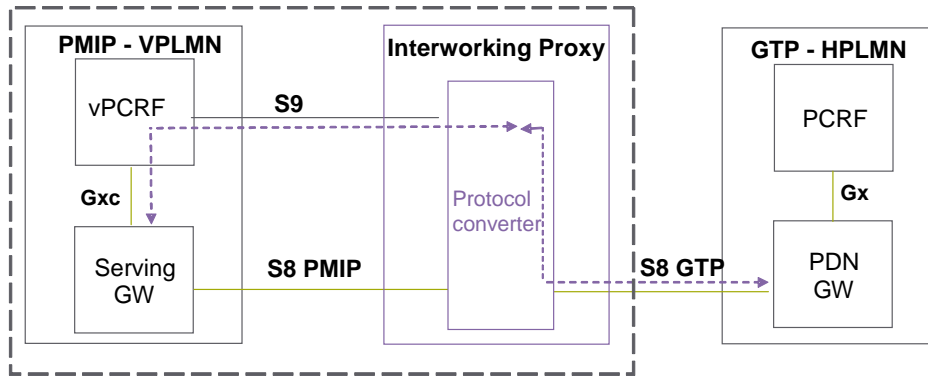 PMIP - VPLMN
Interworking Proxy
GTP - HPLMN
vPCRF
S9
PCRF
Gxc
Protocol
converter
Gx
Serving
GW
S8 PMIP
S8 GTP
PDN
GW